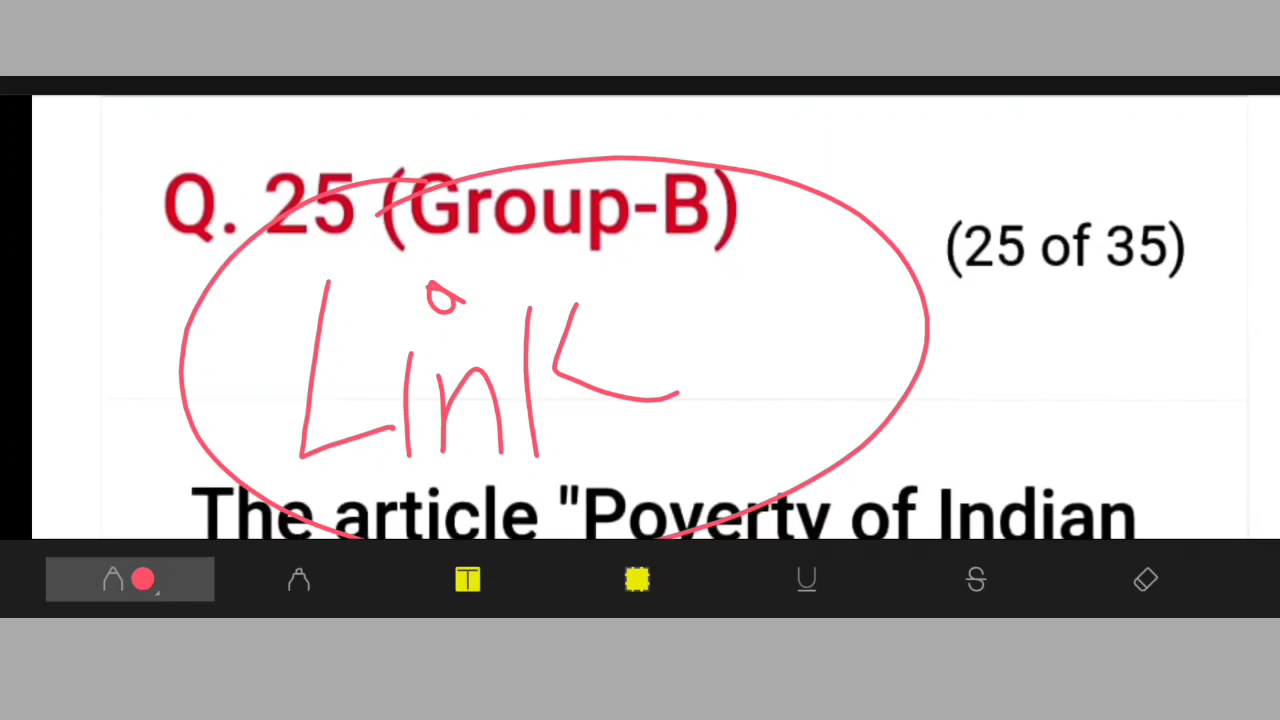 Q. 25 (Group-B)
(25 of 35)
Link
The article "Poverty of Indian